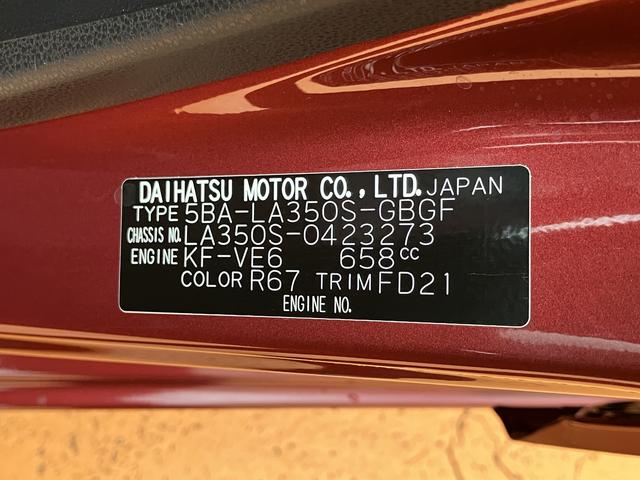 DAIHATSU MOTOR CO., LTD. JAPAN
TYPE 5BA-LA350S-GBGF
CHASSIS NO. LA350S-0423273
ENGINE KF-VE6 658cc
COLOR R67 TRIM FD21
ENGINE NO.